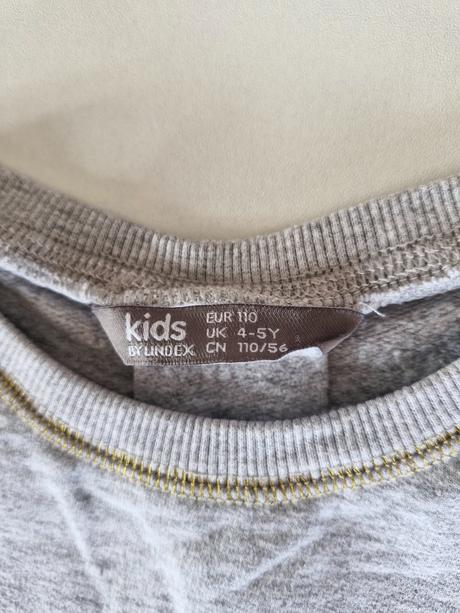 kids
BY LINDEX
EUR 110
UK 4-5Y
CN 110/56